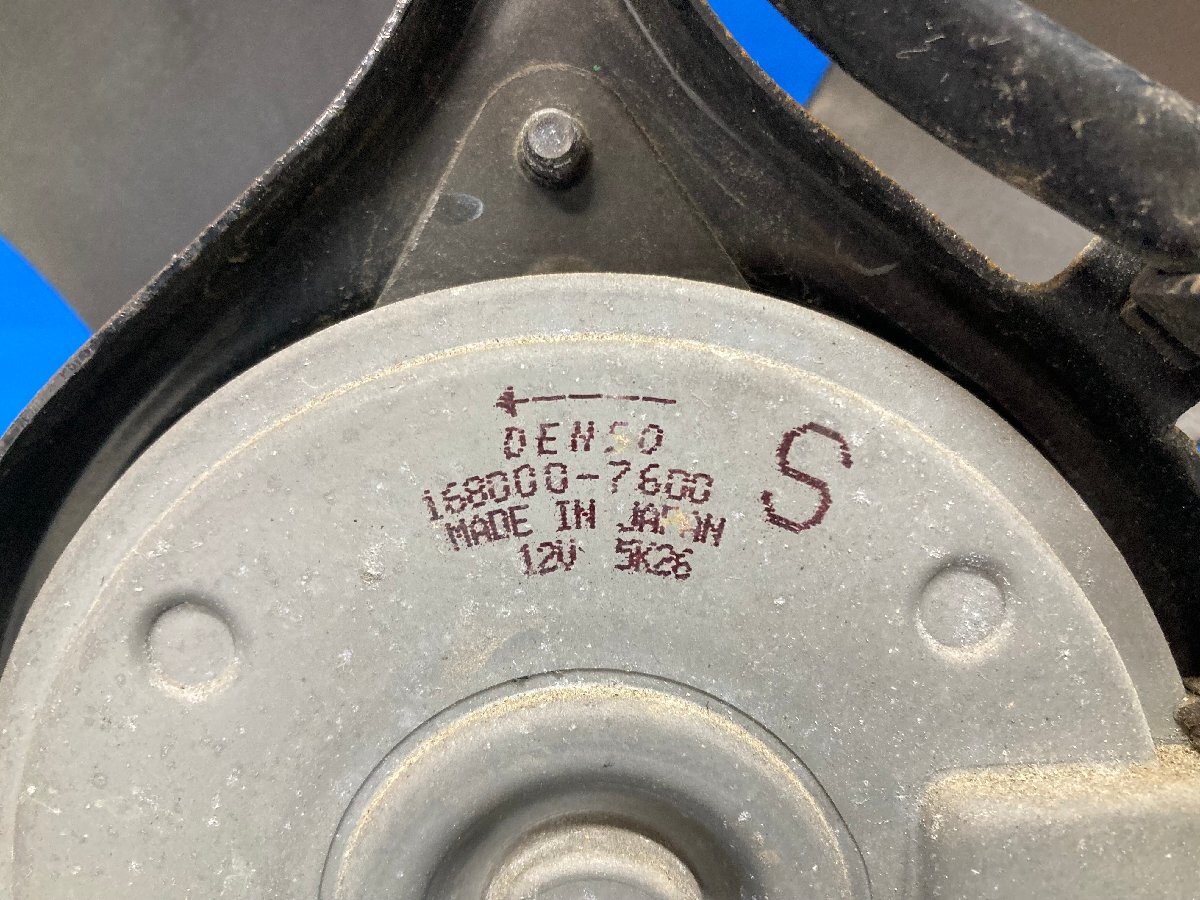 DENSO
168000-7600
MADE IN JAPAN
12V 5K26
S